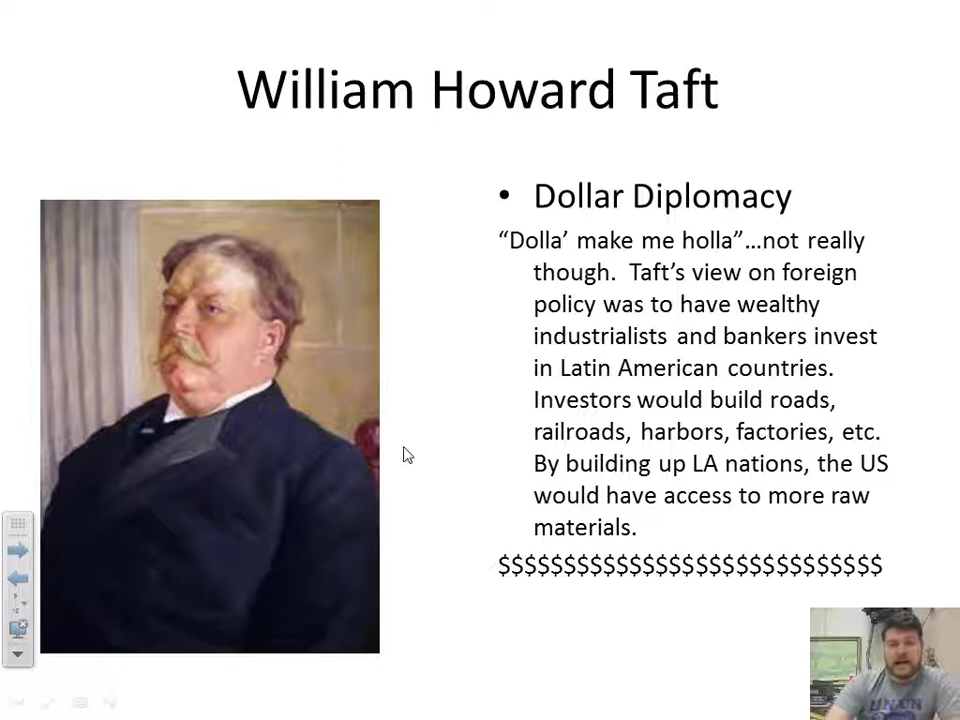 William Howard Taft
• Dollar Diplomacy
“Dolla’ make me holla”…not really
though.  Taft’s view on foreign
policy was to have wealthy
industrialists and bankers invest
in Latin American countries.
Investors would build roads,
railroads, harbors, factories, etc.
By building up LA nations, the US
would have access to more raw
materials.
$$$$$$$$$$$$$$$$$$$$$$$$$$$$$